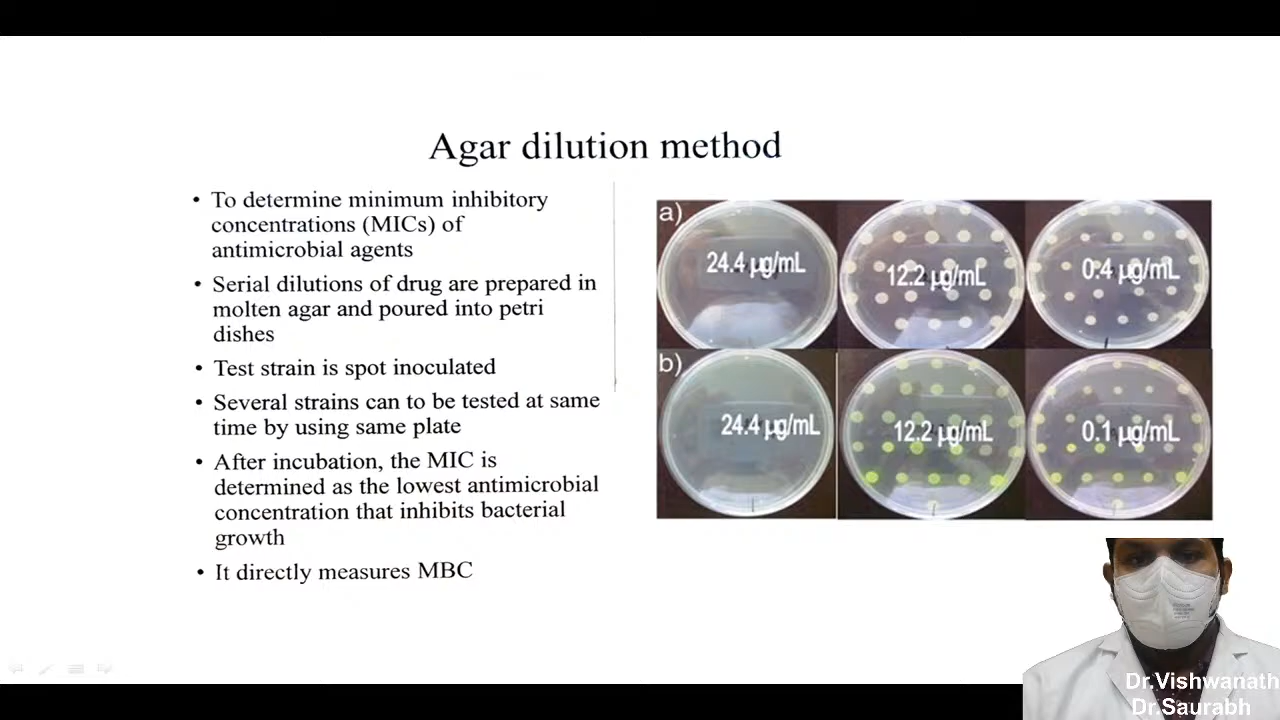 Agar dilution method
• To determine minimum inhibitory
concentrations (MICs) of
antimicrobial agents
• Serial dilutions of drug are prepared in
molten agar and poured into petri
dishes
• Test strain is spot inoculated
• Several strains can to be tested at same
time by using same plate
• After incubation, the MIC is
determined as the lowest antimicrobial
concentration that inhibits bacterial
growth
• It directly measures MBC
a)
24.4 µg/mL
12.2 µg/mL
0.4 µg/mL
b)
24.4 µg/mL
12.2 µg/mL
0.1 µg/mL
Dr.Vishwanath
Dr.Saurabh